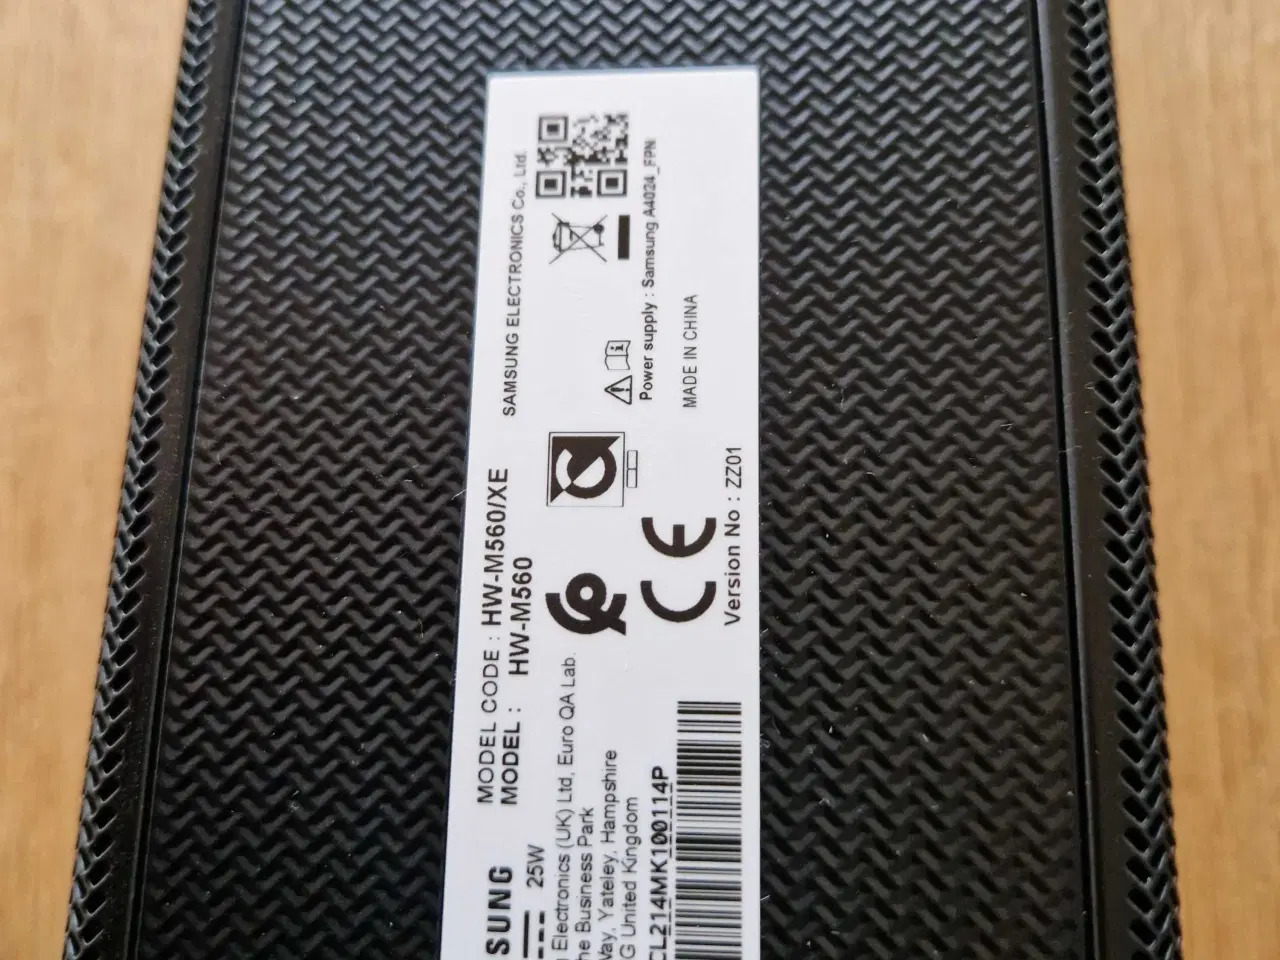 SUNG
25W
Electronics (UK) Ltd, Euro QA Lab.
he Business Park
Way, Yateley, Hampshire
G United Kingdom
CL214MK100114P
MODEL CODE : HW-M560/XE
MODEL : HW-M560
CE
Version No : ZZ01
SAMSUNG ELECTRONICS Co., Ltd.
Power supply : Samsung A4024_FPN
MADE IN CHINA